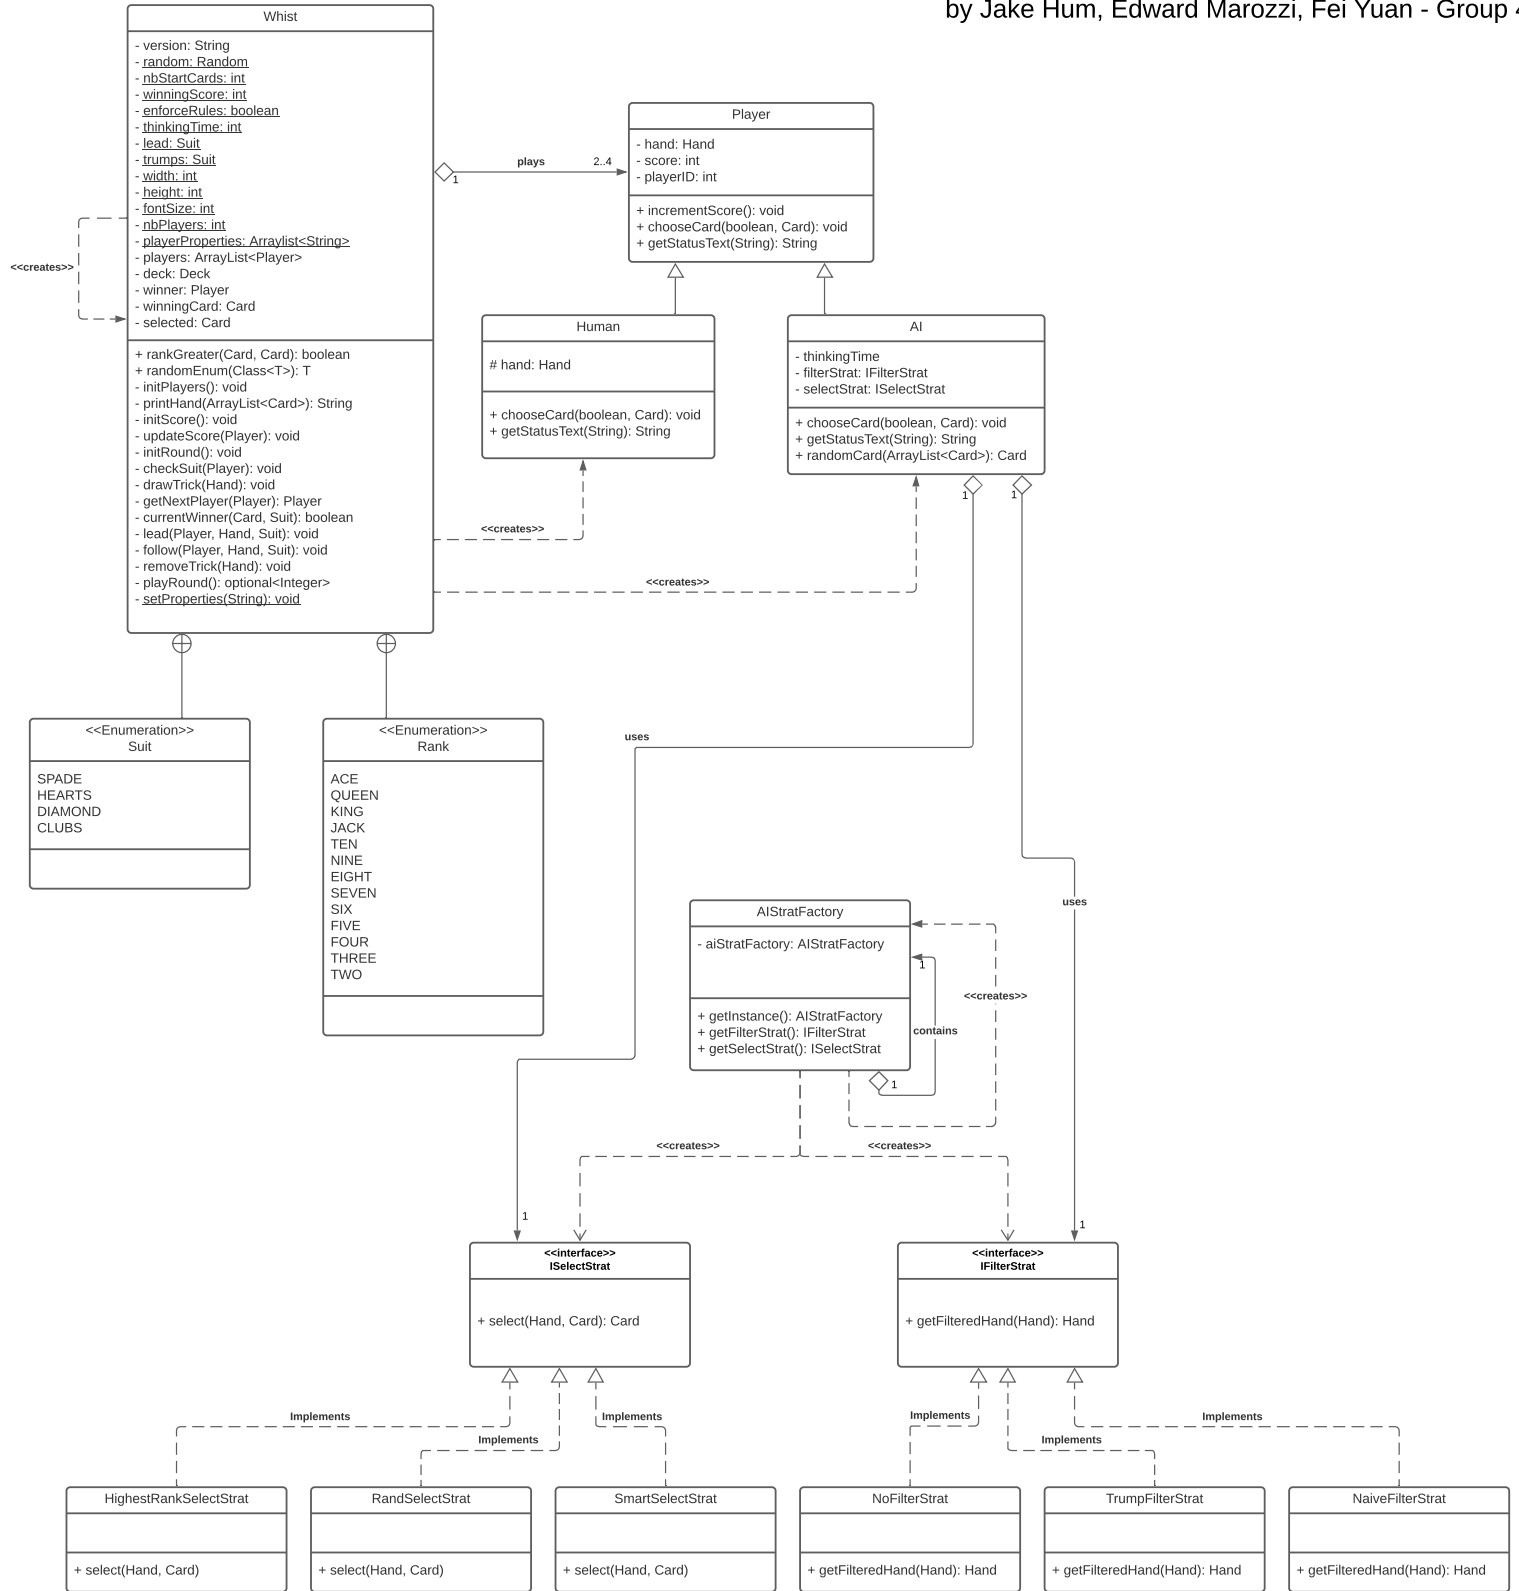 by Jake Hum, Edward Marozzi, Fei Yuan - Group
Whist
- version: String
- random: Random
- nbStartCards: int
- winningScore: int
- enforceRules: boolean
- thinkingTime: int
- lead: Suit
- trumps: Suit
- width: int
- height: int
- fontSize: int
- nbPlayers: int
- playerProperties: Arraylist<String>
- players: ArrayList<Player>
- deck: Deck
- winner: Player
- winningCard: Card
- selected: Card
+ rankGreater(Card, Card): boolean
+ randomEnum(Class<T>): T
- initPlayers(): void
- printHand(ArrayList<Card>): String
- initScore(): void
- updateScore(Player): void
- initRound(): void
- checkSuit(Player): void
- drawTrick(Hand): void
- getNextPlayer(Player): Player
- currentWinner(Card, Suit): boolean
- lead(Player, Hand, Suit): void
- follow(Player, Hand, Suit): void
- removeTrick(Hand): void
- playRound(): optional<Integer>
- setProperties(String): void
<<creates>>
plays
1
2..4
Player
- hand: Hand
- score: int
- playerID: int
+ incrementScore(): void
+ chooseCard(boolean, Card): void
+ getStatusText(String): String
Human
# hand: Hand
+ chooseCard(boolean, Card): void
+ getStatusText(String): String
AI
- thinkingTime
- filterStrat: IFilterStrat
- selectStrat: ISelectStrat
+ chooseCard(boolean, Card): void
+ getStatusText(String): String
+ randomCard(ArrayList<Card>): Card
1
1
<<creates>>
<<creates>>
<<Enumeration>>
Suit
SPADE
HEARTS
DIAMOND
CLUBS
<<Enumeration>>
Rank
ACE
QUEEN
KING
JACK
TEN
NINE
EIGHT
SEVEN
SIX
FIVE
FOUR
THREE
TWO
uses
uses
AIStratFactory
- aiStratFactory: AIStratFactory
+ getInstance(): AIStratFactory
+ getFilterStrat(): IFilterStrat
+ getSelectStrat(): ISelectStrat
1
<<creates>>
contains
1
<<creates>>
<<creates>>
1
1
<<interface>>
ISelectStrat
+ select(Hand, Card): Card
<<interface>>
IFilterStrat
+ getFilteredHand(Hand): Hand
Implements
Implements
Implements
Implements
Implements
Implements
HighestRankSelectStrat
+ select(Hand, Card)
RandSelectStrat
+ select(Hand, Card)
SmartSelectStrat
+ select(Hand, Card)
NoFilterStrat
+ getFilteredHand(Hand): Hand
TrumpFilterStrat
+ getFilteredHand(Hand): Hand
NaiveFilterStrat
+ getFilteredHand(Hand): Hand